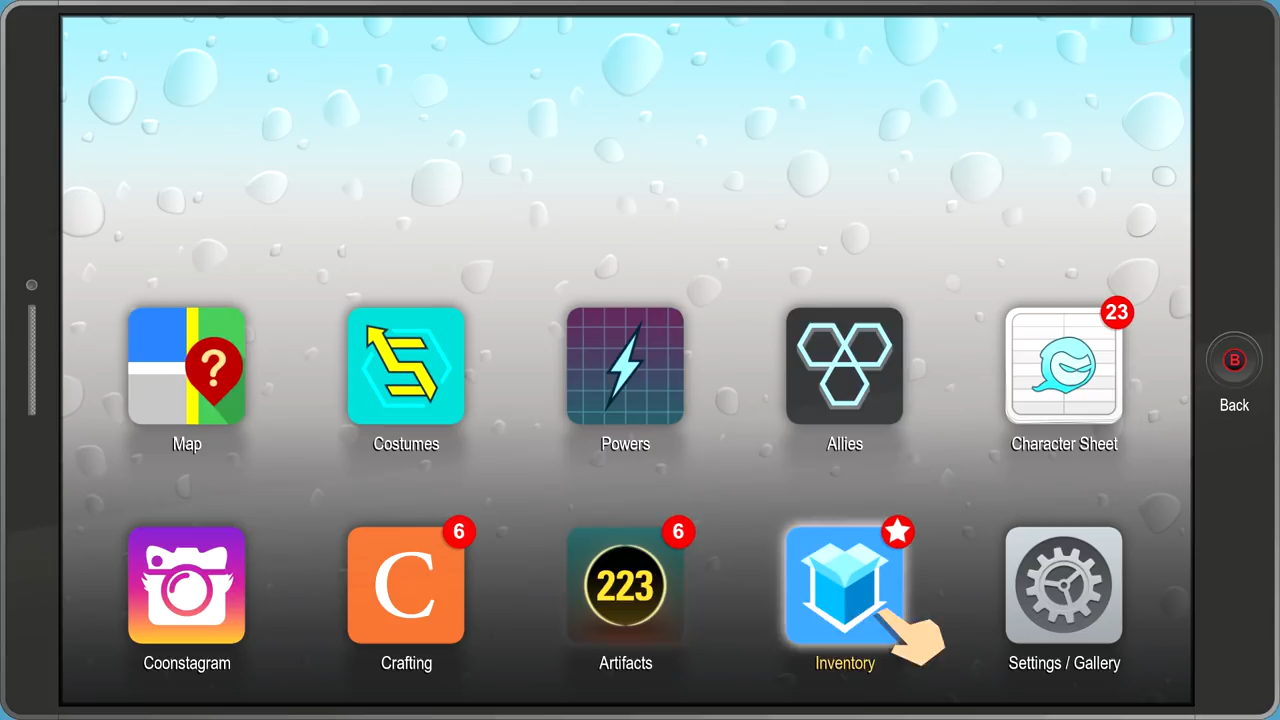 23
?
Map
Costumes
Powers
Allies
Character Sheet
B
Back
6
6
C
223
Coonstagram
Crafting
Artifacts
Inventory
Settings / Gallery